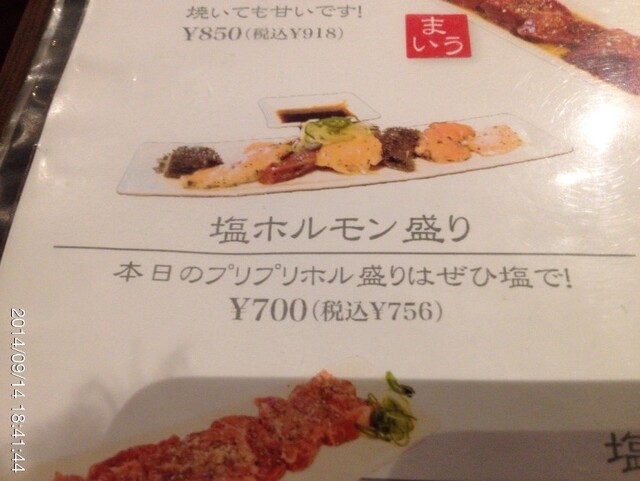 焼いても甘いです!
¥850(税込¥918)
まいう
塩ホルモン盛り
本日のプリプリホル盛りはぜひ塩で!
¥700(税込¥756)
塩
2014/09/14 18:41:44